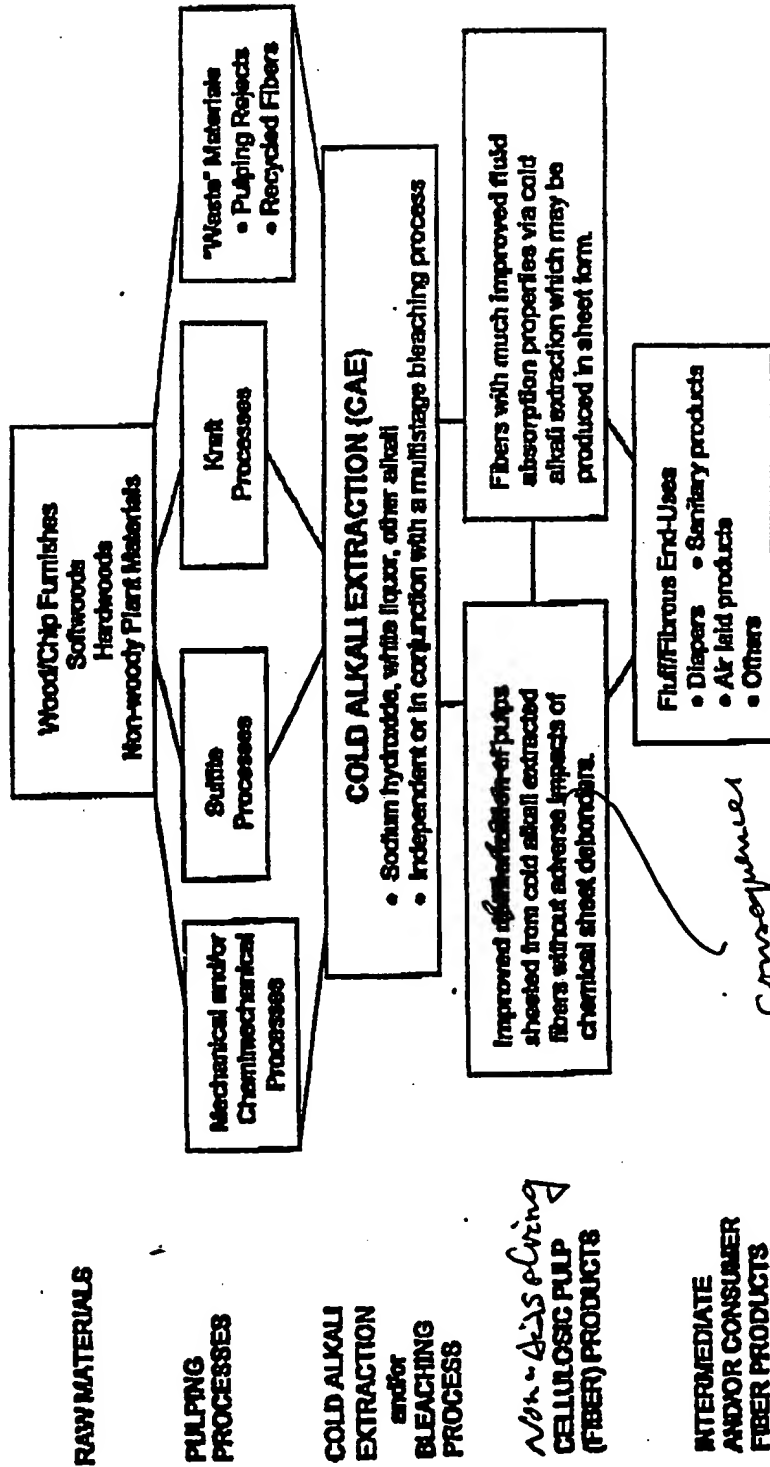 RAW MATERIALS
Wood/Chip Furnishes
Softwoods
Hardwoods
Non-woody Plant Materials
PULPING
PROCESSES
Mechanical and/or
Chemimechanical
Processes
Sulfite
Processes
Kraft
Processes
"Waste" Materials
• Pulping Rejects
• Recycled Fibers
COLD ALKALI
EXTRACTION
and/or
BLEACHING
PROCESS
COLD ALKALI EXTRACTION (CAE)
• Sodium hydroxide, white liquor, other alkali
• Independent or in conjunction with a multistage bleaching process
Non-dissolving
CELLULOSIC PULP
(FIBER) PRODUCTS
Improved of pulps
sheeted from cold alkali extracted
fibers without adverse impacts of
chemical sheet debonders.
Consequences
Fibers with much improved fluid
absorption properties via cold
alkali extraction which may be
produced in sheet form.
INTERMEDIATE
AND/OR CONSUMER
FIBER PRODUCTS
Fluff/Fibrous End-Uses
• Diapers • Sanitary products
• Air laid products
• Others